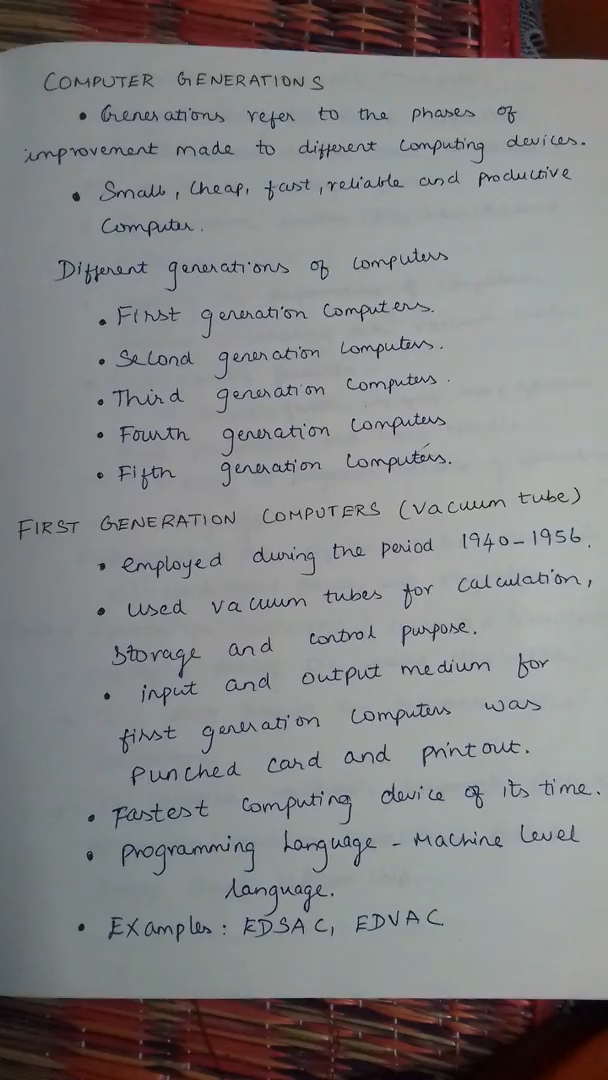 COMPUTER GENERATIONS
• Generations refer to the phases of
improvement made to different computing devices.
• Small, cheap, fast, reliable and productive
computer.
Different generations of computers
• First generation computers.
• Second generation computers.
• Third generation computers.
• Fourth generation computers
• Fifth generation computers.
FIRST GENERATION COMPUTERS (Vacuum tube)
• employed during the period 1940-1956.
• Used vacuum tubes for calculation,
storage and control purpose.
• input and output medium for
first generation computers was
punched card and printout.
• Fastest computing device of its time.
• programming Language - Machine level
language.
• Examples: EDSAC, EDVAC